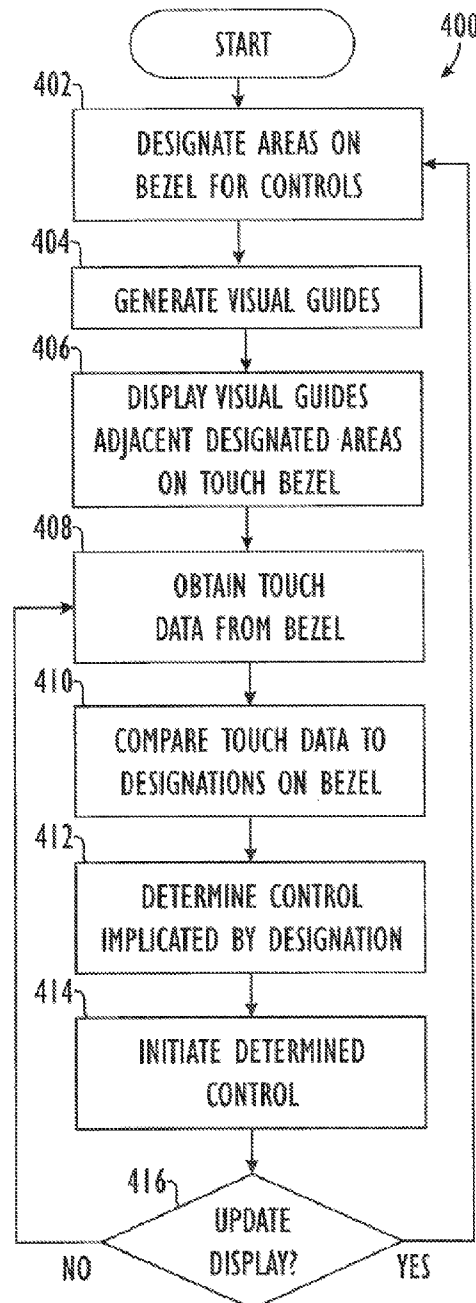 400
START
402
DESIGNATE AREAS ON
BEZEL FOR CONTROLS
404
GENERATE VISUAL GUIDES
406
DISPLAY VISUAL GUIDES
ADJACENT DESIGNATED AREAS
ON TOUCH BEZEL
408
OBTAIN TOUCH
DATA FROM BEZEL
410
COMPARE TOUCH DATA TO
DESIGNATIONS ON BEZEL
412
DETERMINE CONTROL
IMPLICATED BY DESIGNATION
414
INITIATE DETERMINED
CONTROL
416
UPDATE
DISPLAY?
NO
YES